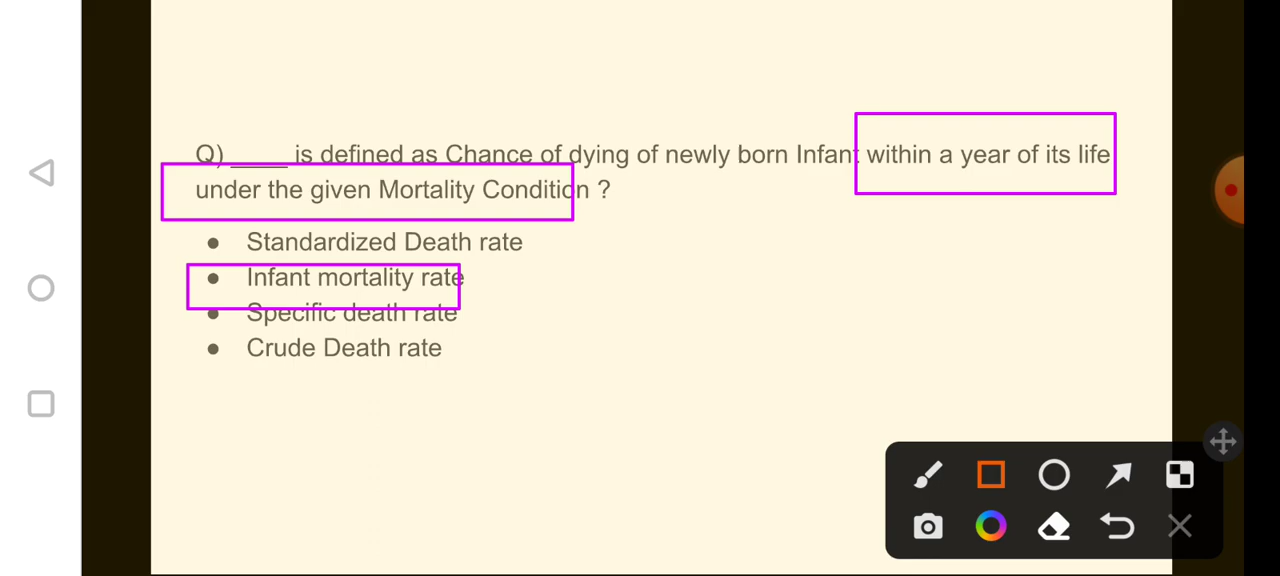 Q) ____ is defined as Chance of dying of newly born Infant within a year of its life
under the given Mortality Condition ?
● Standardized Death rate
● Infant mortality rate
● Specific death rate
● Crude Death rate